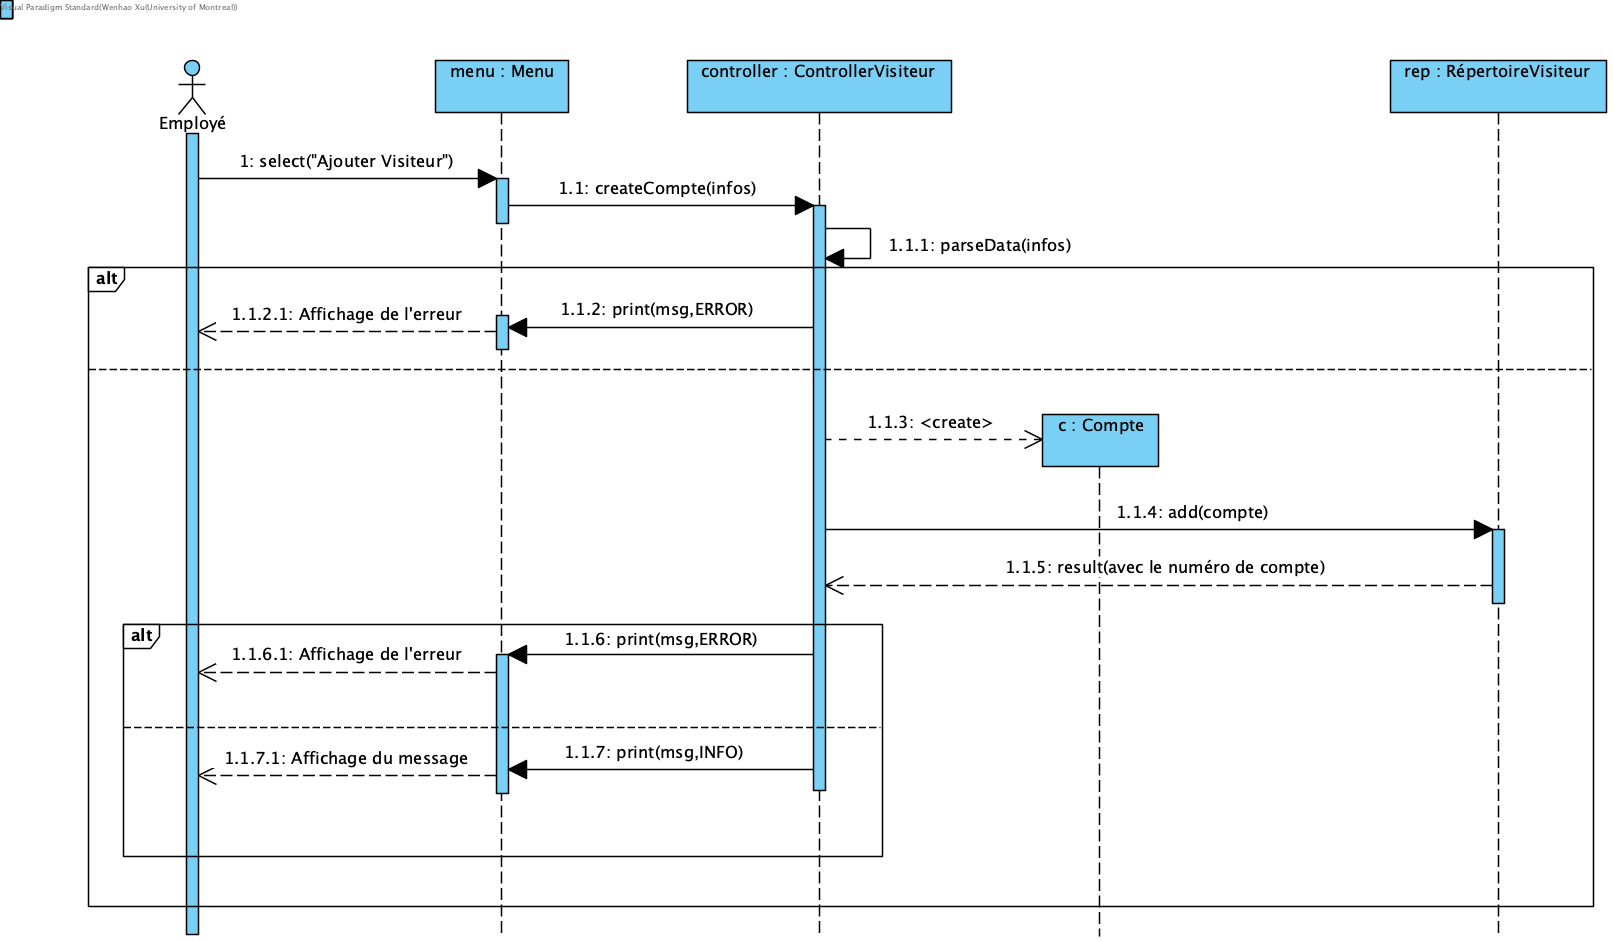 Visual Paradigm Standard(Wenhao Xu(University of Montreal))
menu : Menu
controller : ControllerVisiteur
rep : RépertoireVisiteur
Employé
1: select("Ajouter Visiteur")
1.1: createCompte(infos)
1.1.1: parseData(infos)
alt
1.1.2: print(msg,ERROR)
1.1.2.1: Affichage de l'erreur
1.1.3: <create>
c : Compte
1.1.4: add(compte)
1.1.5: result(avec le numéro de compte)
alt
1.1.6: print(msg,ERROR)
1.1.6.1: Affichage de l'erreur
1.1.7: print(msg,INFO)
1.1.7.1: Affichage du message